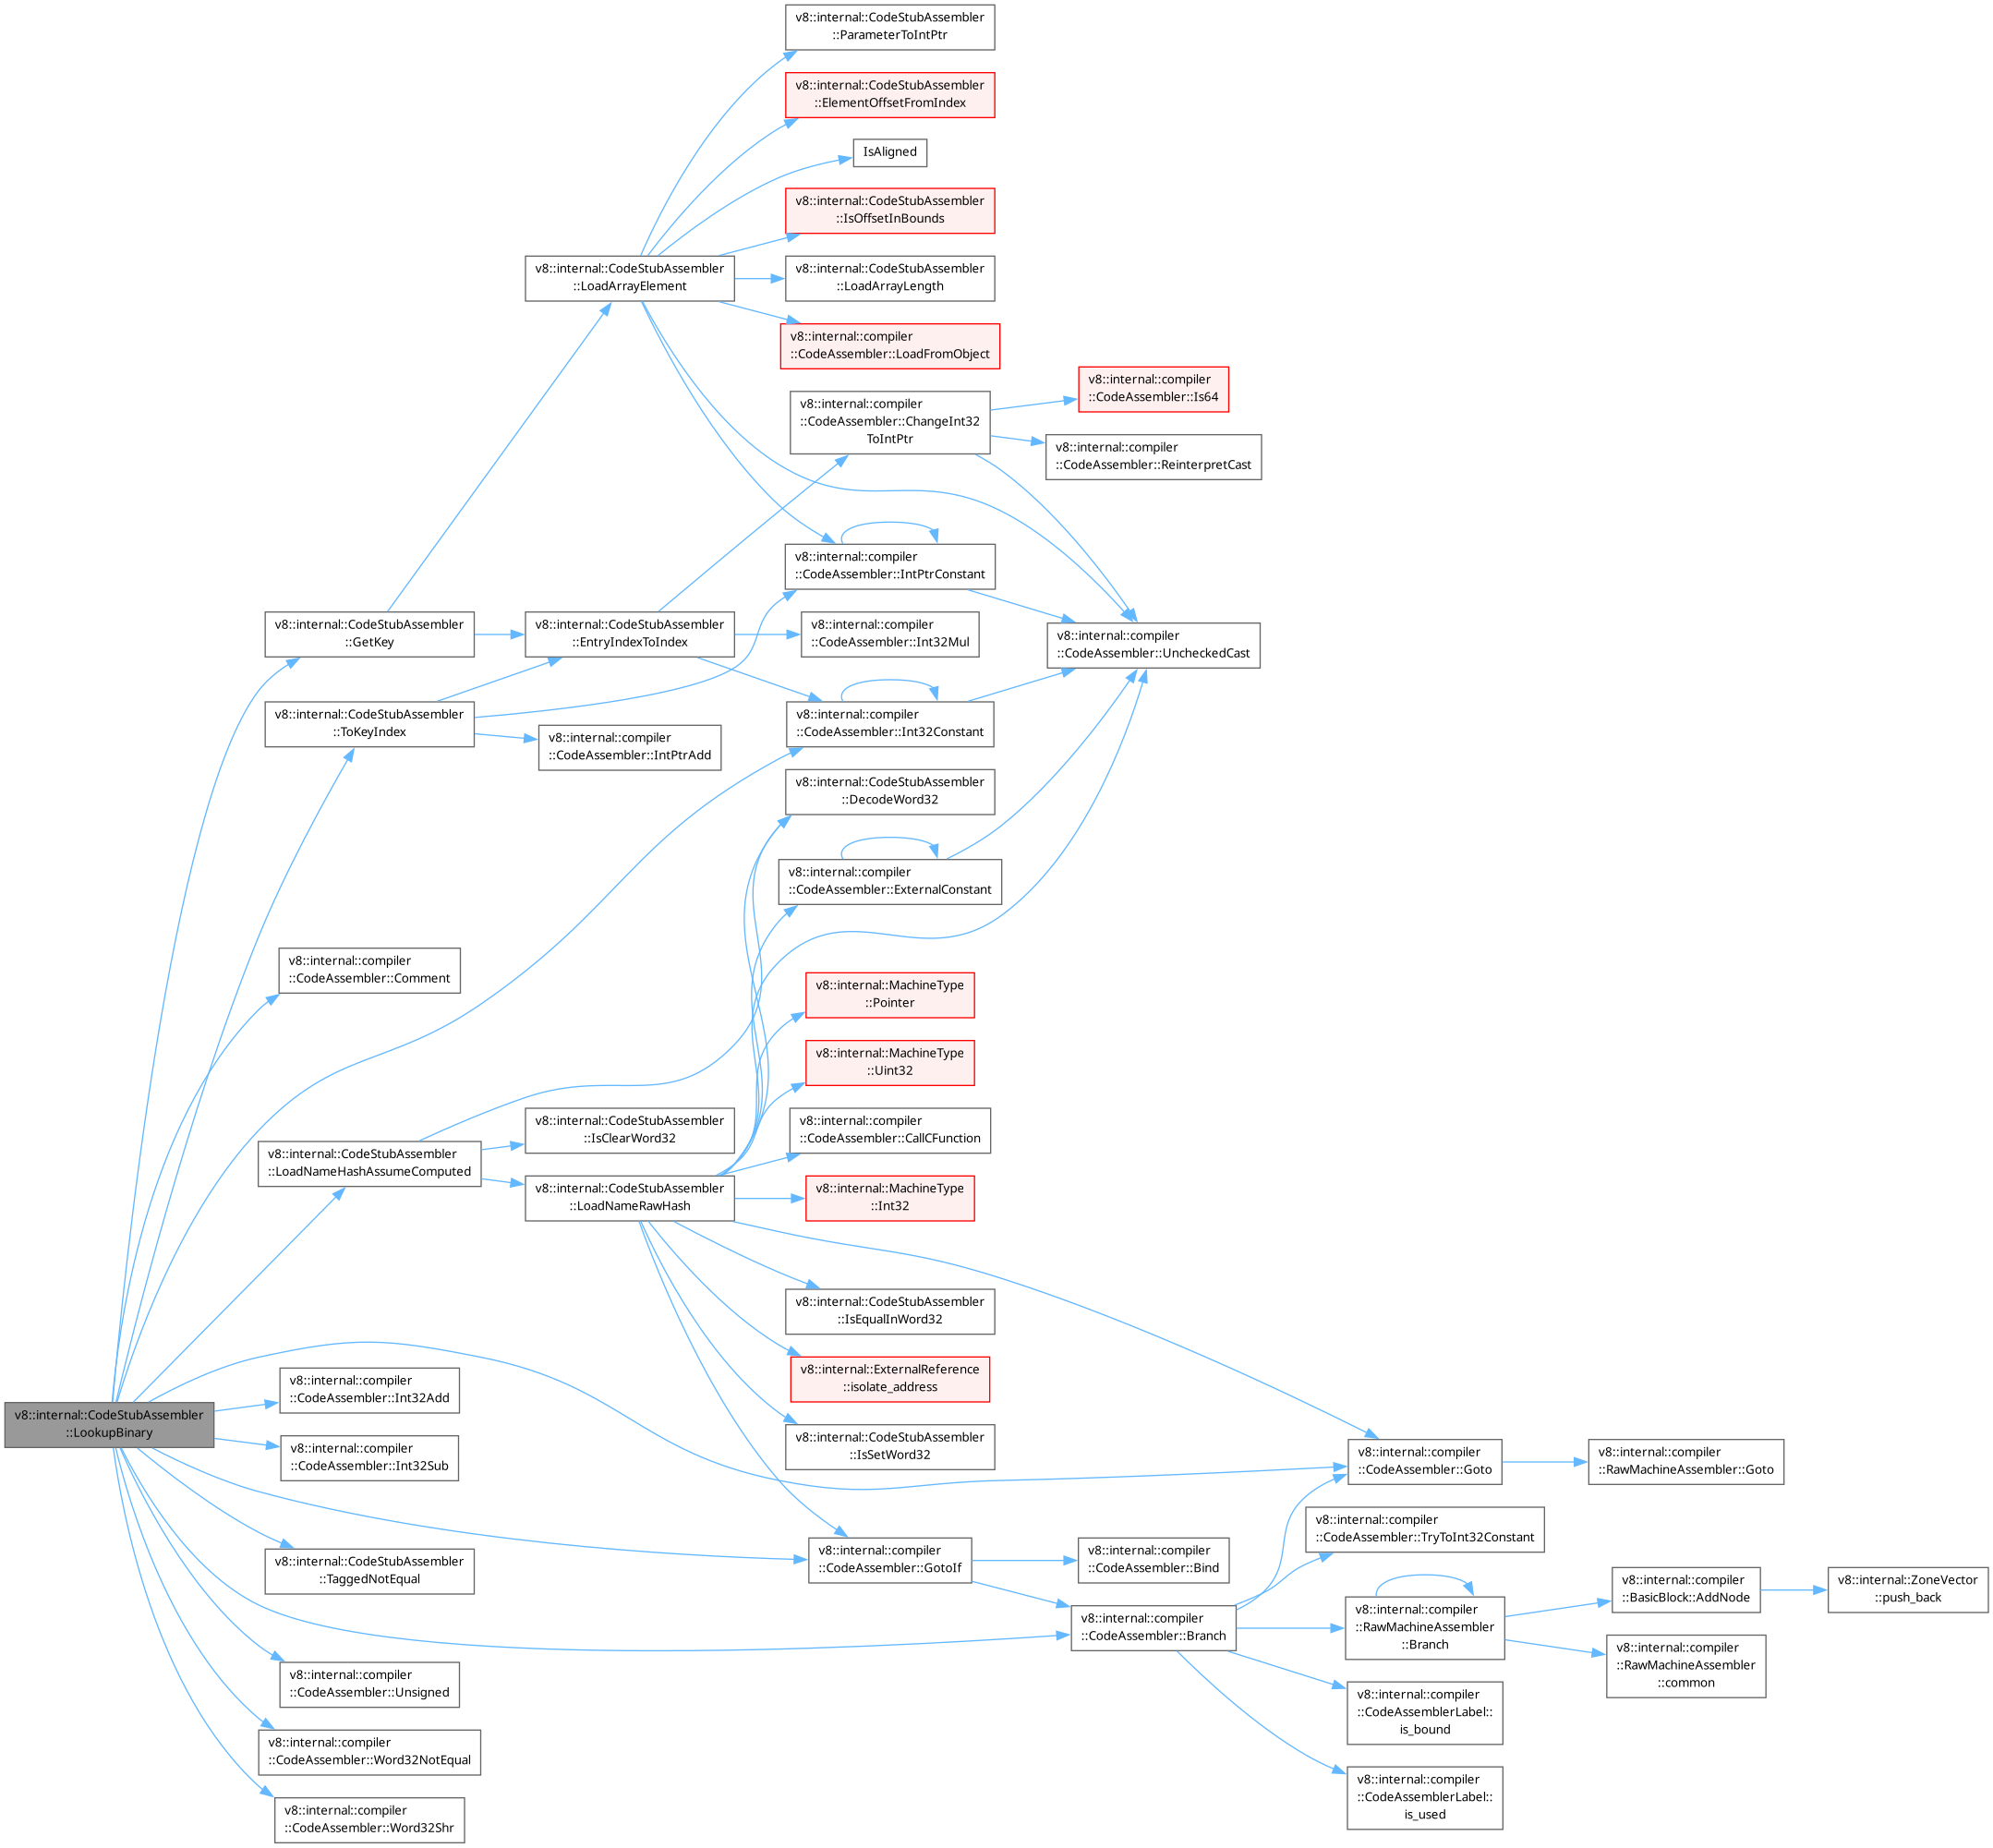 v8::internal::CodeStubAssembler
::ParameterToIntPtr
v8::internal::CodeStubAssembler
::ElementOffsetFromIndex
IsAligned
v8::internal::CodeStubAssembler
::IsOffsetInBounds
v8::internal::CodeStubAssembler
::LoadArrayElement
v8::internal::CodeStubAssembler
::LoadArrayLength
v8::internal::compiler
::CodeAssembler::LoadFromObject
v8::internal::compiler
::CodeAssembler::Is64
v8::internal::compiler
::CodeAssembler::ChangeInt32
ToIntPtr
v8::internal::compiler
::CodeAssembler::ReinterpretCast
v8::internal::compiler
::CodeAssembler::IntPtrConstant
v8::internal::CodeStubAssembler
::GetKey
v8::internal::CodeStubAssembler
::EntryIndexToIndex
v8::internal::compiler
::CodeAssembler::Int32Mul
v8::internal::compiler
::CodeAssembler::UncheckedCast
v8::internal::CodeStubAssembler
::ToKeyIndex
v8::internal::compiler
::CodeAssembler::IntPtrAdd
v8::internal::compiler
::CodeAssembler::Int32Constant
v8::internal::CodeStubAssembler
::DecodeWord32
v8::internal::compiler
::CodeAssembler::ExternalConstant
v8::internal::compiler
::CodeAssembler::Comment
v8::internal::MachineType
::Pointer
v8::internal::MachineType
::Uint32
v8::internal::CodeStubAssembler
::LoadNameHashAssumeComputed
v8::internal::CodeStubAssembler
::IsClearWord32
v8::internal::compiler
::CodeAssembler::CallCFunction
v8::internal::CodeStubAssembler
::LoadNameRawHash
v8::internal::MachineType
::Int32
v8::internal::CodeStubAssembler
::IsEqualInWord32
v8::internal::ExternalReference
::isolate_address
v8::internal::CodeStubAssembler
::IsSetWord32
v8::internal::CodeStubAssembler
::LookupBinary
v8::internal::compiler
::CodeAssembler::Int32Add
v8::internal::compiler
::CodeAssembler::Int32Sub
v8::internal::compiler
::CodeAssembler::Goto
v8::internal::compiler
::RawMachineAssembler::Goto
v8::internal::CodeStubAssembler
::TaggedNotEqual
v8::internal::compiler
::CodeAssembler::GotoIf
v8::internal::compiler
::CodeAssembler::Bind
v8::internal::compiler
::CodeAssembler::TryToInt32Constant
v8::internal::compiler
::CodeAssembler::Branch
v8::internal::compiler
::RawMachineAssembler
::Branch
v8::internal::compiler
::BasicBlock::AddNode
v8::internal::ZoneVector
::push_back
v8::internal::compiler
::RawMachineAssembler
::common
v8::internal::compiler
::CodeAssembler::Unsigned
v8::internal::compiler
::CodeAssemblerLabel::
is_bound
v8::internal::compiler
::CodeAssembler::Word32NotEqual
v8::internal::compiler
::CodeAssemblerLabel::
is_used
v8::internal::compiler
::CodeAssembler::Word32Shr